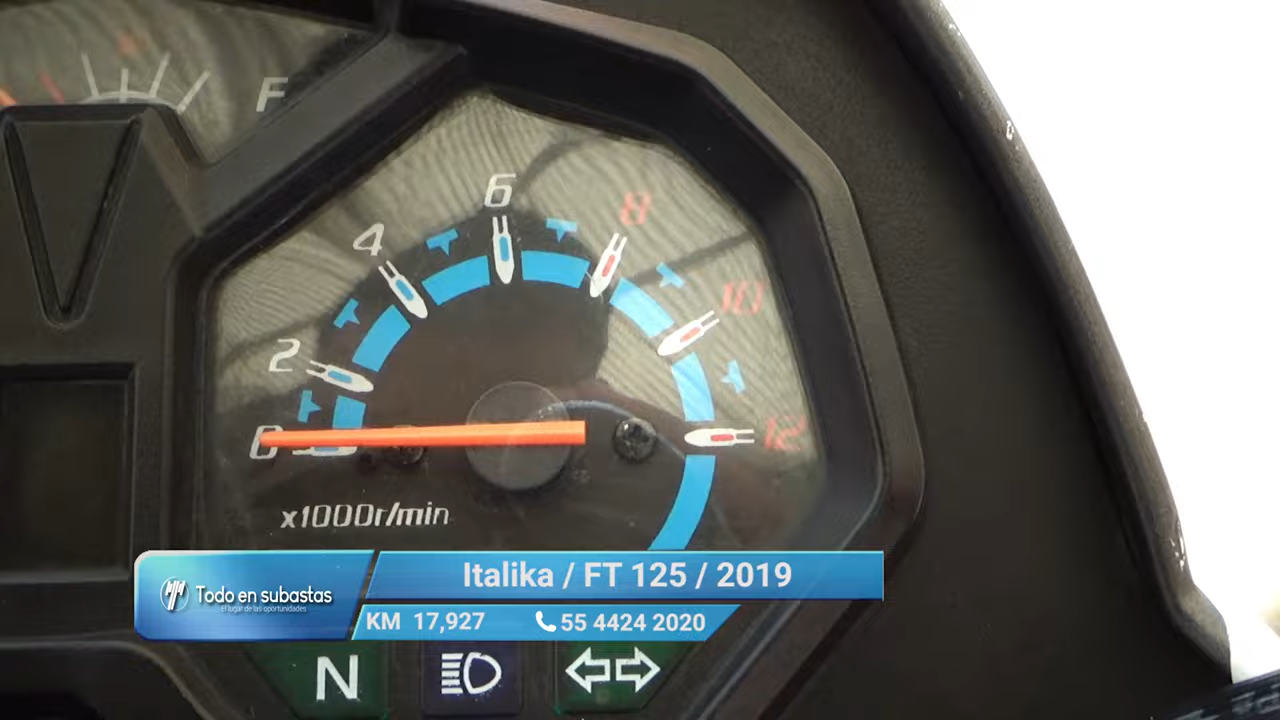 F
6
8
4
10
2
0
12
x1000r/min
Italika / FT 125 / 2019
Todo en subastas
El lugar de las oportunidades
KM 17,927
55 4424 2020
N